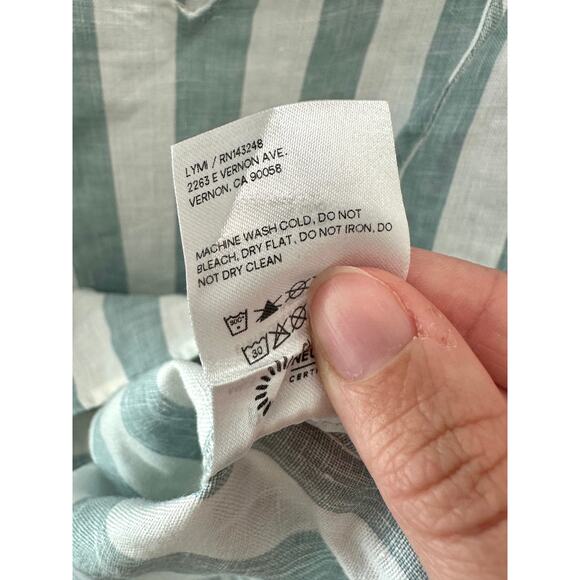 LYMI / RN143248
2263 E VERNON AVE.
VERNON, CA 90058
MACHINE WASH COLD, DO NOT
BLEACH, DRY FLAT, DO NOT IRON, DO
NOT DRY CLEAN
30